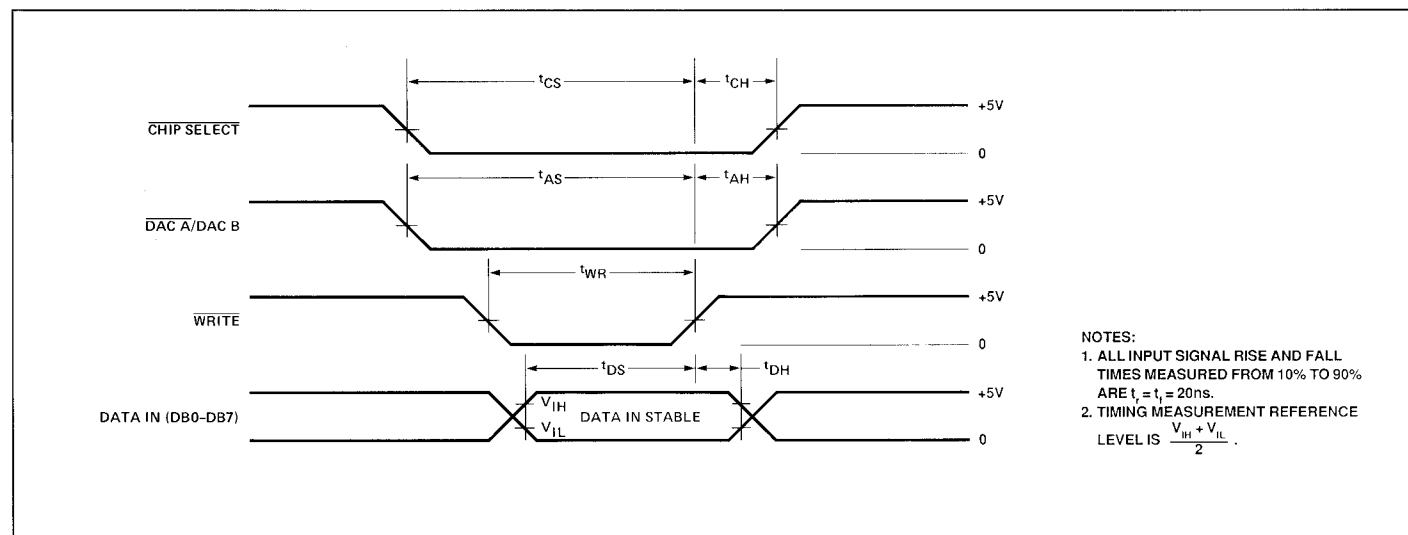 tCS
tCH
CHIP SELECT
+5V
0
tAS
tAH
DAC A/DAC B
+5V
0
tWR
WRITE
+5V
0
tDS
tDH
DATA IN (DB0–DB7)
VIH
DATA IN STABLE
VIL
+5V
0
NOTES:
1. ALL INPUT SIGNAL RISE AND FALL
TIMES MEASURED FROM 10% TO 90%
ARE tr = tf = 20ns.
2. TIMING MEASUREMENT REFERENCE
LEVEL IS (VIH + VIL)/2 .